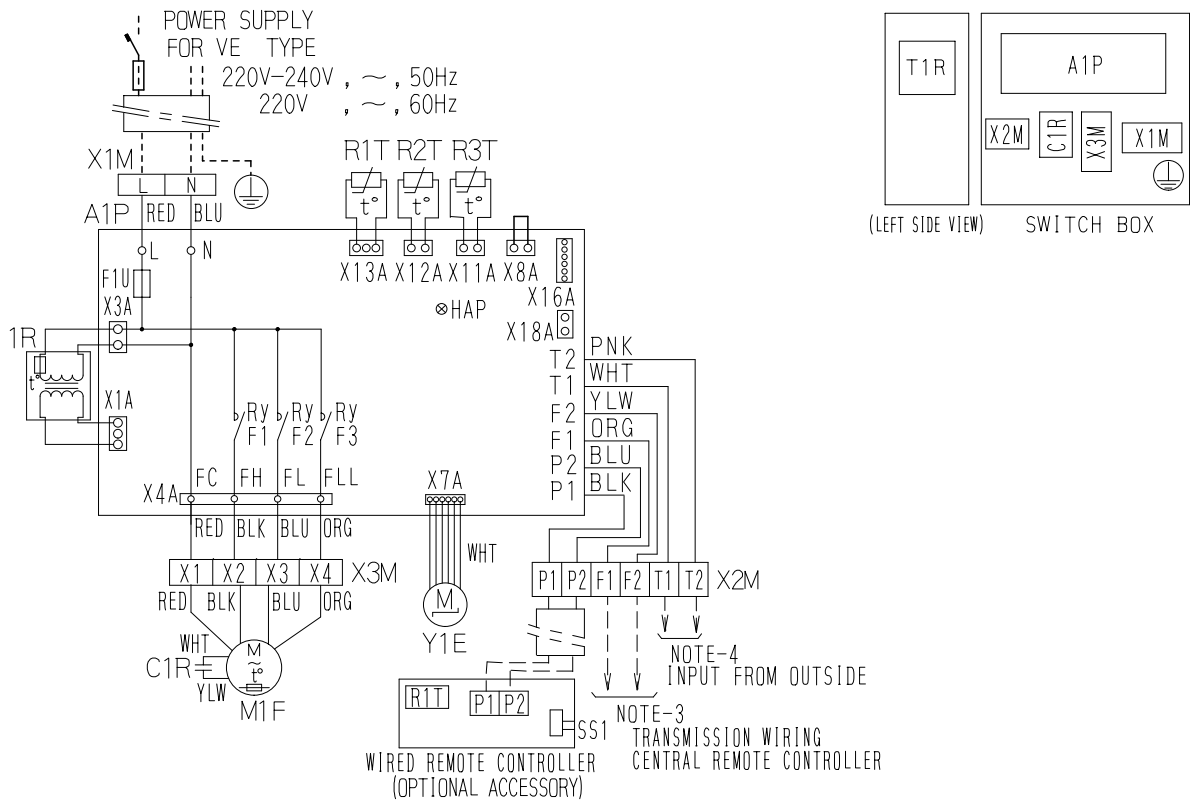 POWER SUPPLY
FOR VE TYPE
220V-240V , ~ , 50Hz
220V , ~ , 60Hz
X1M
L N
A1P
RED BLU
L N
F1U
X3A
1R
t°
X1A
R1T R2T R3T
t° t° t°
X13A X12A X11A X8A
X16A
HAP
X18A
T2 PNK
T1 WHT
F2 YLW
F1 ORG
P2 BLU
P1 BLK
Ry F1
Ry F2
Ry F3
FC FH FL FLL
X4A
RED BLK BLU ORG
X1 X2 X3 X4 X3M
RED BLK BLU ORG
WHT
C1R
YLW
M
~
t°
M1F
X7A
WHT
M
Y1E
P1 P2 F1 F2 T1 T2 X2M
NOTE-4
INPUT FROM OUTSIDE
R1T
P1 P2
SS1
NOTE-3
TRANSMISSION WIRING
CENTRAL REMOTE CONTROLLER
WIRED REMOTE CONTROLLER
(OPTIONAL ACCESSORY)
T1R
(LEFT SIDE VIEW)
A1P
X2M C1R X3M X1M
SWITCH BOX